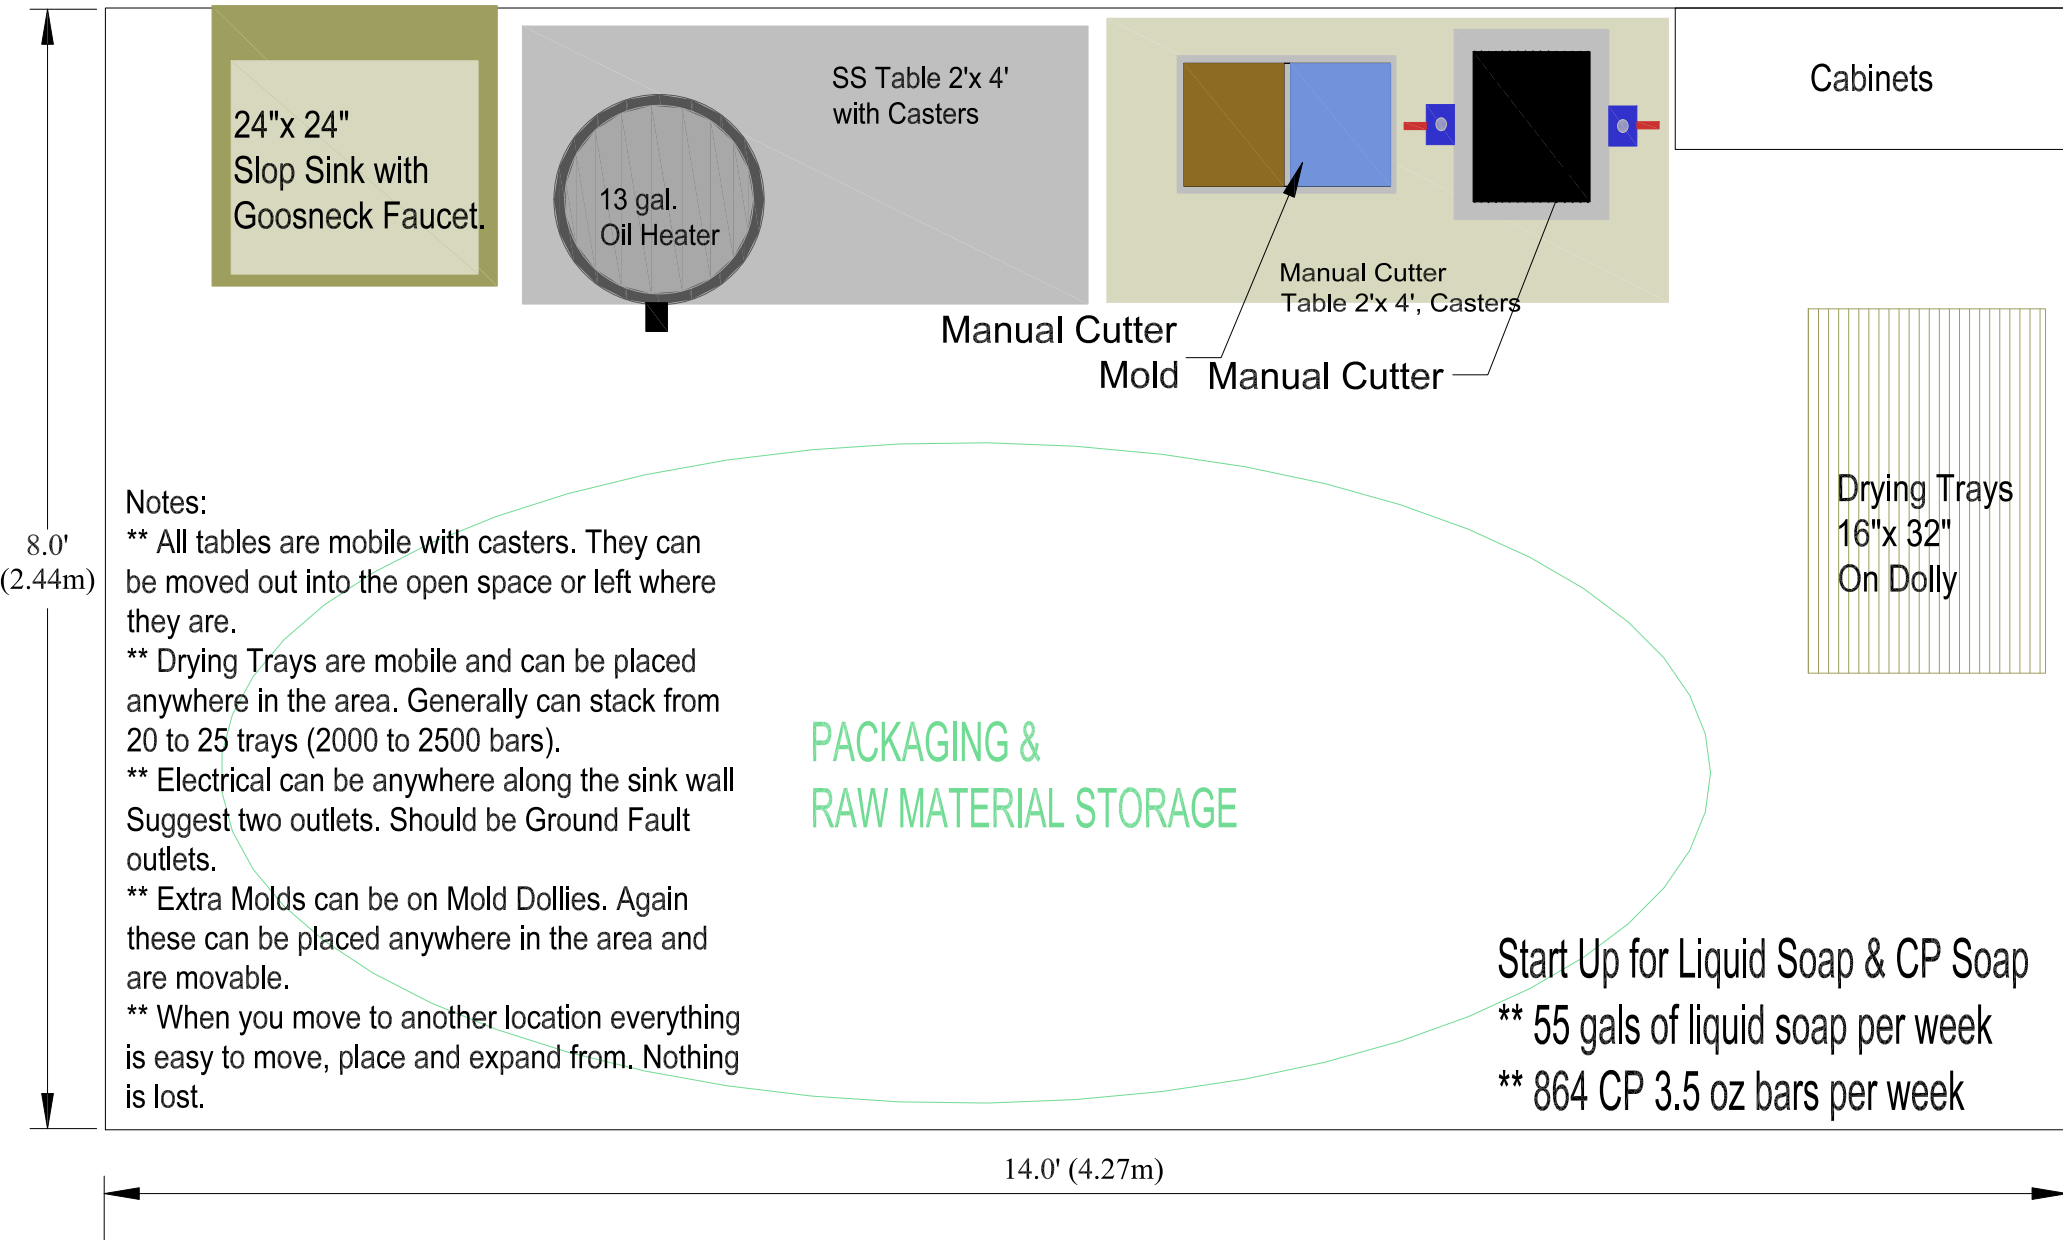 24"x 24"
Slop Sink with
Goosneck Faucet.
13 gal.
Oil Heater
SS Table 2'x 4'
with Casters
Manual Cutter
Table 2'x 4', Casters
Manual Cutter
Mold
Manual Cutter
Cabinets
Drying Trays
16"x 32"
On Dolly
8.0'
(2.44m)
Notes:
** All tables are mobile with casters. They can
be moved out into the open space or left where
they are.
** Drying Trays are mobile and can be placed
anywhere in the area. Generally can stack from
20 to 25 trays (2000 to 2500 bars).
** Electrical can be anywhere along the sink wall
Suggest two outlets. Should be Ground Fault
outlets.
** Extra Molds can be on Mold Dollies. Again
these can be placed anywhere in the area and
are movable.
** When you move to another location everything
is easy to move, place and expand from. Nothing
is lost.
PACKAGING &
RAW MATERIAL STORAGE
Start Up for Liquid Soap & CP Soap
** 55 gals of liquid soap per week
** 864 CP 3.5 oz bars per week
14.0' (4.27m)